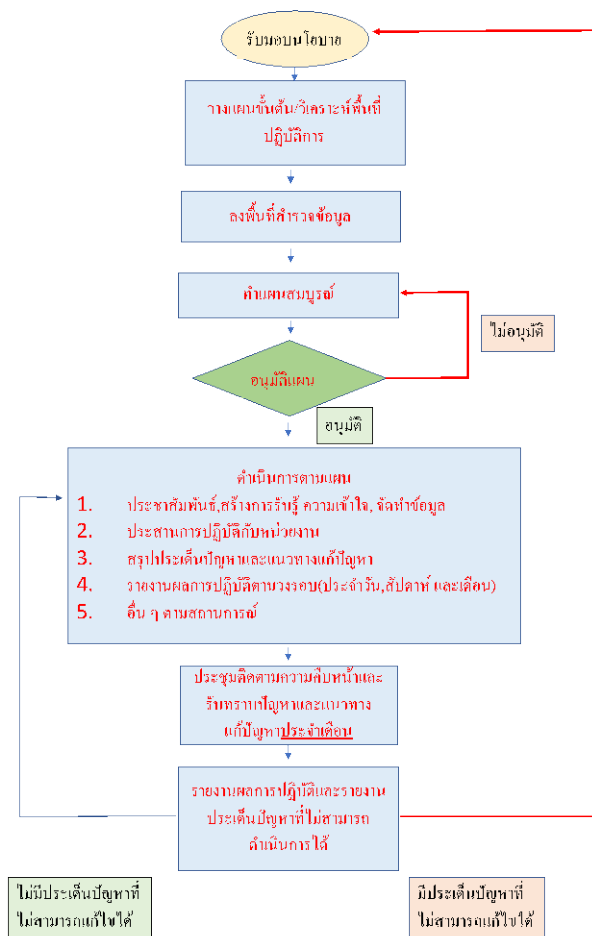 รับมอบนโยบาย
วางแผนขั้นต้น/วิเคราะห์พื้นที่
ปฏิบัติการ
ลงพื้นที่สำรวจข้อมูล
ทำแผนสมบูรณ์
ไม่อนุมัติ
อนุมัติแผน
อนุมัติ
ดำเนินการตามแผน
1. ประชาสัมพันธ์,สร้างการรับรู้ ความเข้าใจ, จัดทำข้อมูล
2. ประสานการปฏิบัติกับหน่วยงาน
3. สรุปประเด็นปัญหาและแนวทางแก้ปัญหา
4. รายงานผลการปฏิบัติตามวงรอบ(ประจำวัน,สัปดาห์ และเดือน)
5. อื่น ๆ ตามสถานการณ์
ประชุมติดตามความคืบหน้าและ
รับทราบปัญหาและแนวทาง
แก้ปัญหาประจำเดือน
รายงานผลการปฏิบัติและรายงาน
ประเด็นปัญหาที่ไม่สามารถ
ดำเนินการได้
ไม่มีประเด็นปัญหาที่
ไม่สามารถแก้ไขได้
มีประเด็นปัญหาที่
ไม่สามารถแก้ไขได้